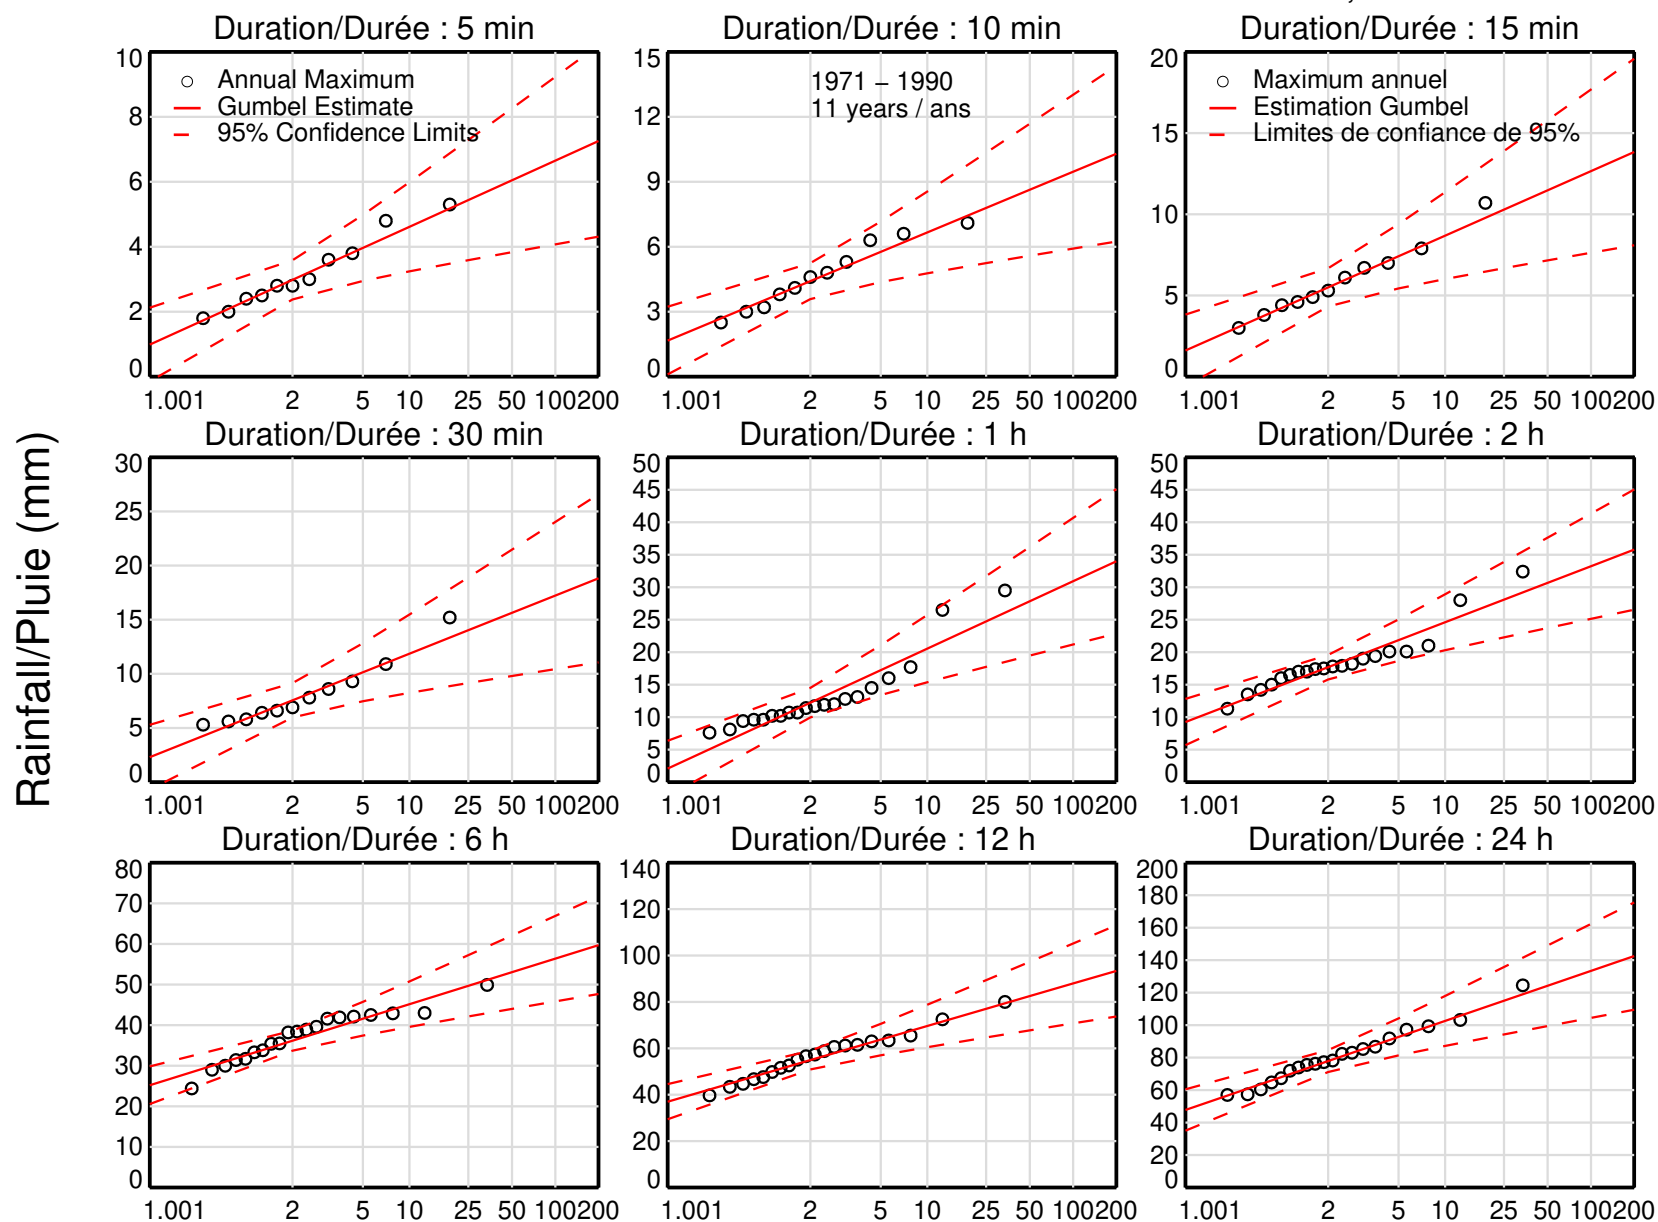 Duration/Durée : 5 min
Duration/Durée : 10 min
Duration/Durée : 15 min
10
8
6
4
2
0
○ Annual Maximum
— Gumbel Estimate
– 95% Confidence Limits
1.001 2 5 10 25 50 100200
15
12
9
6
3
0
1971 – 1990
11 years / ans
1.001 2 5 10 25 50 100200
20
15
10
5
0
○ Maximum annuel
— Estimation Gumbel
– Limites de confiance de 95%
1.001 2 5 10 25 50 100200
Rainfall/Pluie (mm)
Duration/Durée : 30 min
Duration/Durée : 1 h
Duration/Durée : 2 h
30
25
20
15
10
5
0
1.001 2 5 10 25 50 100200
50
45
40
35
30
25
20
15
10
5
0
1.001 2 5 10 25 50 100200
50
45
40
35
30
25
20
15
10
5
0
1.001 2 5 10 25 50 100200
Duration/Durée : 6 h
Duration/Durée : 12 h
Duration/Durée : 24 h
80
70
60
50
40
30
20
10
0
1.001 2 5 10 25 50 100200
140
120
100
80
60
40
20
0
1.001 2 5 10 25 50 100200
200
180
160
140
120
100
80
60
40
20
0
1.001 2 5 10 25 50 100200